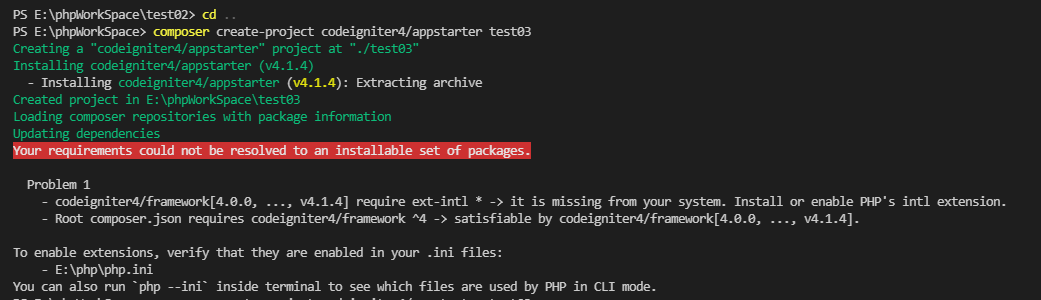 PS E:\phpWorkSpace\test02> cd ..
PS E:\phpWorkSpace> composer create-project codeigniter4/appstarter test03
Creating a "codeigniter4/appstarter" project at "./test03"
Installing codeigniter4/appstarter (v4.1.4)
  - Installing codeigniter4/appstarter (v4.1.4): Extracting archive
Created project in E:\phpWorkSpace\test03
Loading composer repositories with package information
Updating dependencies
Your requirements could not be resolved to an installable set of packages.
  Problem 1
    - codeigniter4/framework[4.0.0, ..., v4.1.4] require ext-intl * -> it is missing from your system. Install or enable PHP's intl extension.
    - Root composer.json requires codeigniter4/framework ^4 -> satisfiable by codeigniter4/framework[4.0.0, ..., v4.1.4].
To enable extensions, verify that they are enabled in your .ini files:
    - E:\php\php.ini
You can also run `php --ini` inside terminal to see which files are used by PHP in CLI mode.